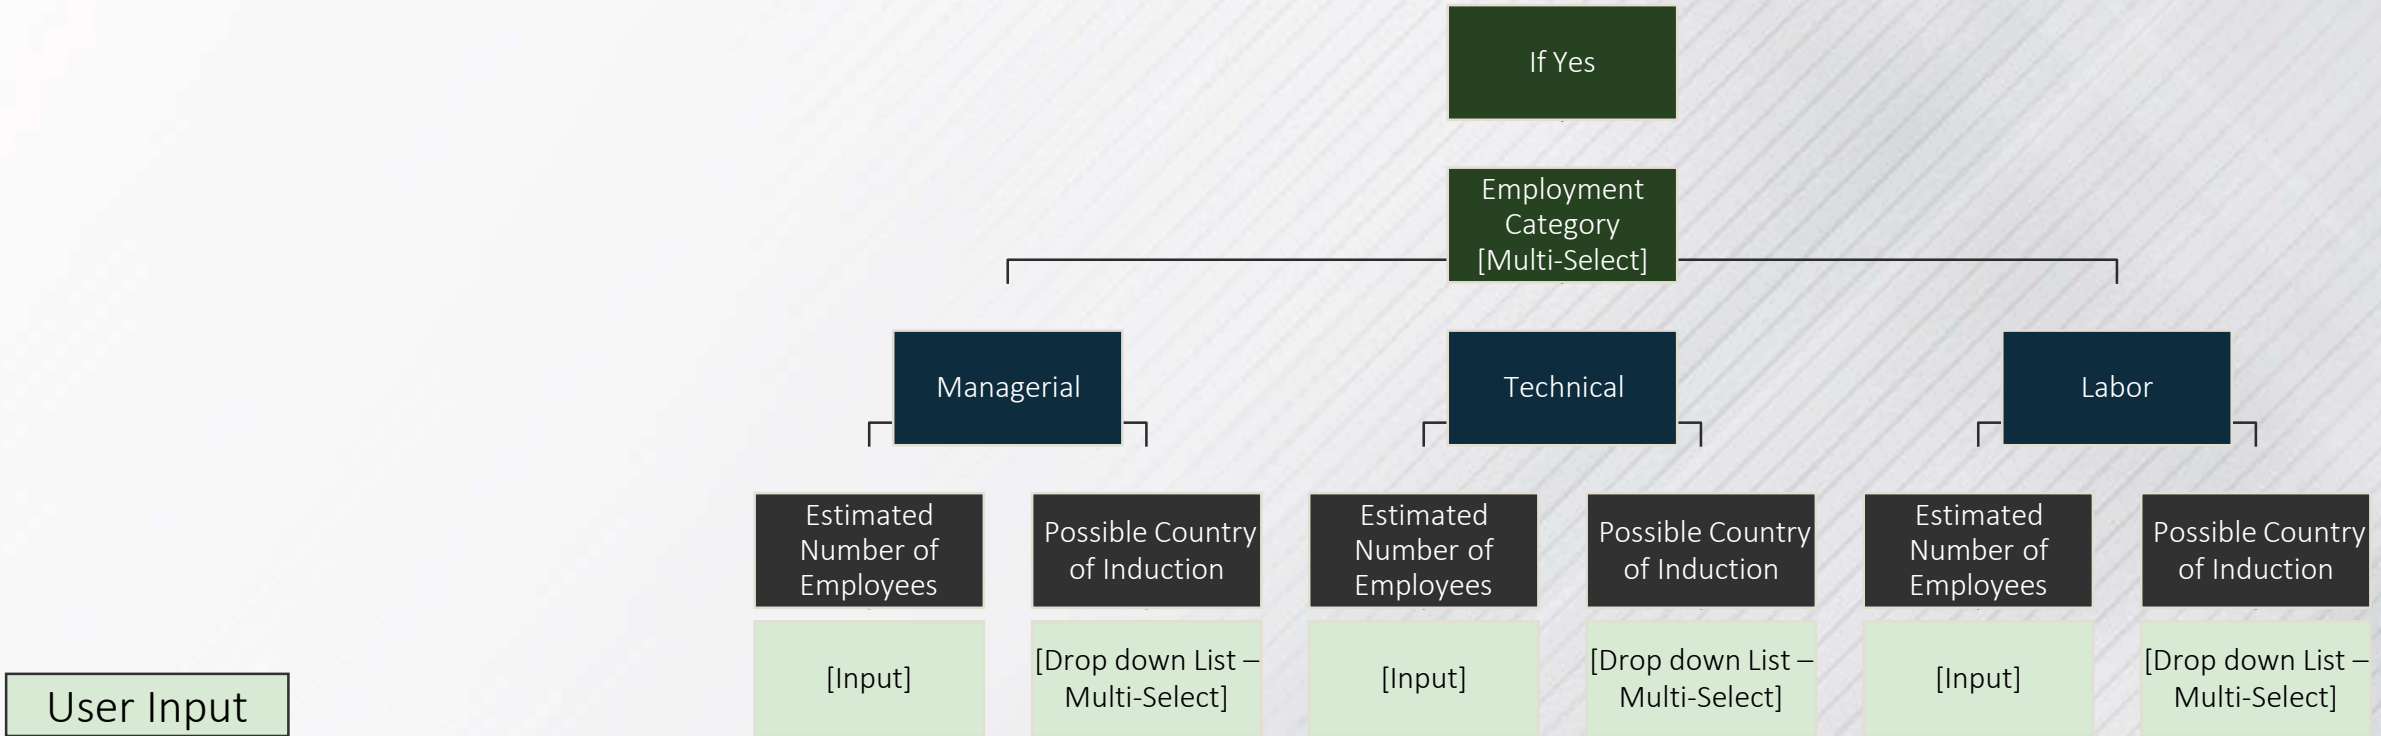 If Yes
Employment
Category
[Multi-Select]
Managerial
Technical
Labor
Estimated
Number of
Employees
Possible Country
of Induction
Estimated
Number of
Employees
Possible Country
of Induction
Estimated
Number of
Employees
Possible Country
of Induction
[Input]
[Drop down List –
Multi-Select]
[Input]
[Drop down List –
Multi-Select]
[Input]
[Drop down List –
Multi-Select]
User Input